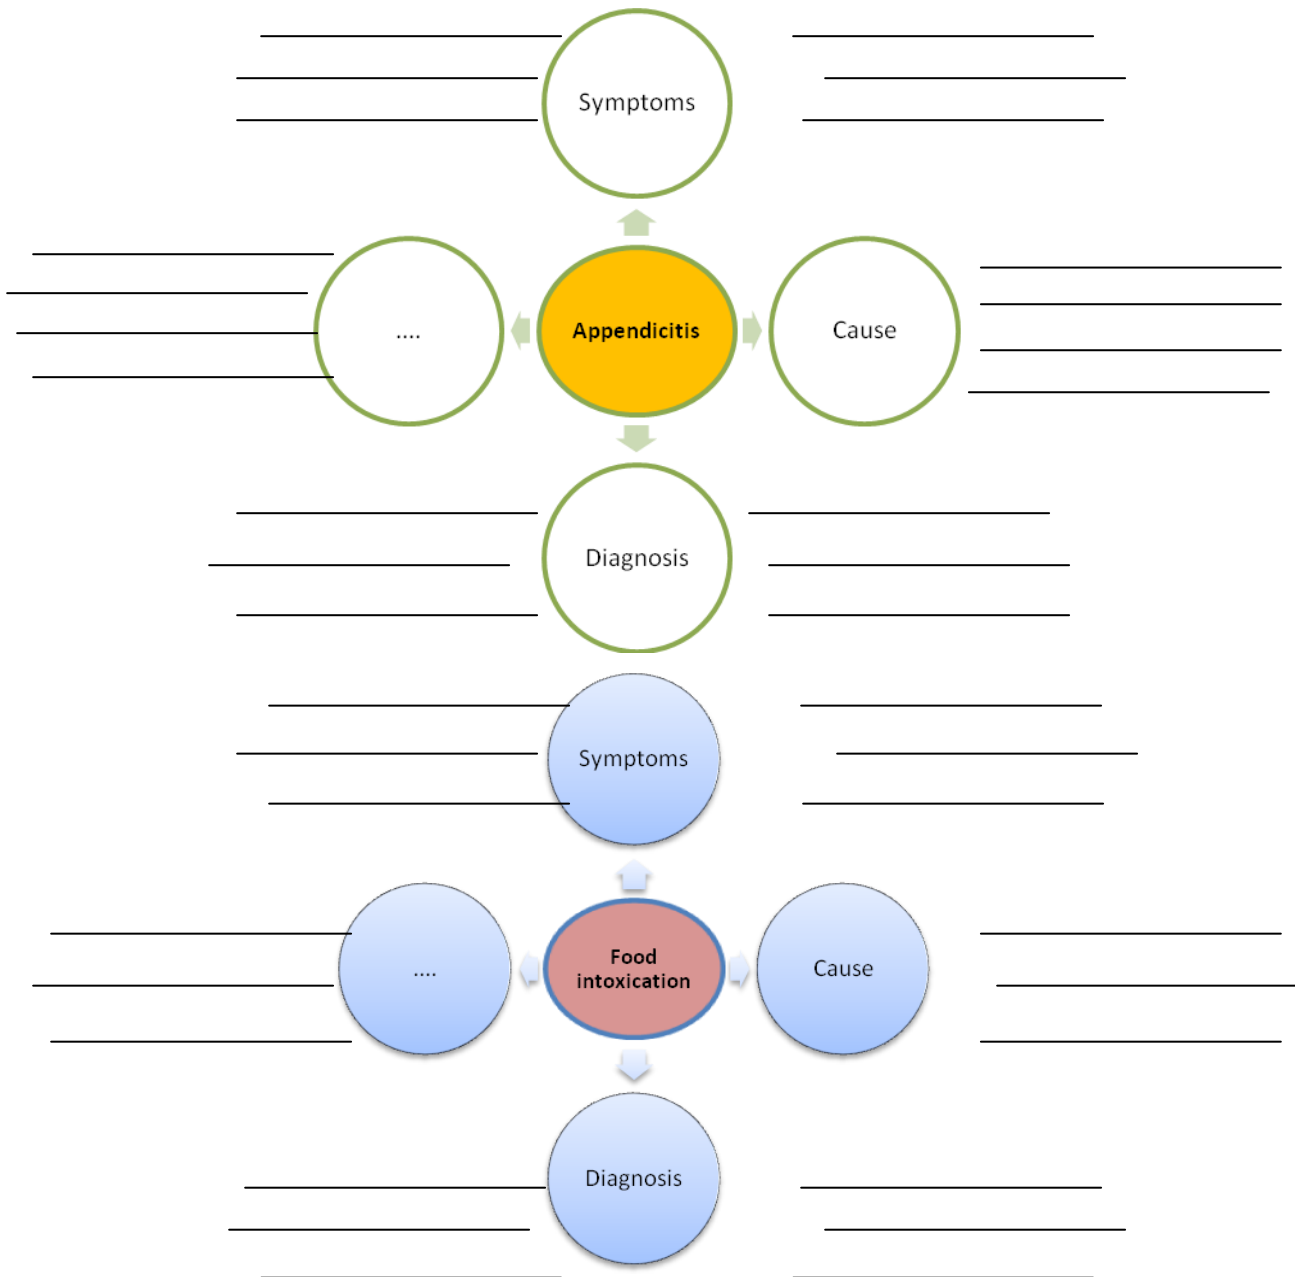 Symptoms
....
Appendicitis
Cause
Diagnosis
Symptoms
....
Food
intoxication
Cause
Diagnosis